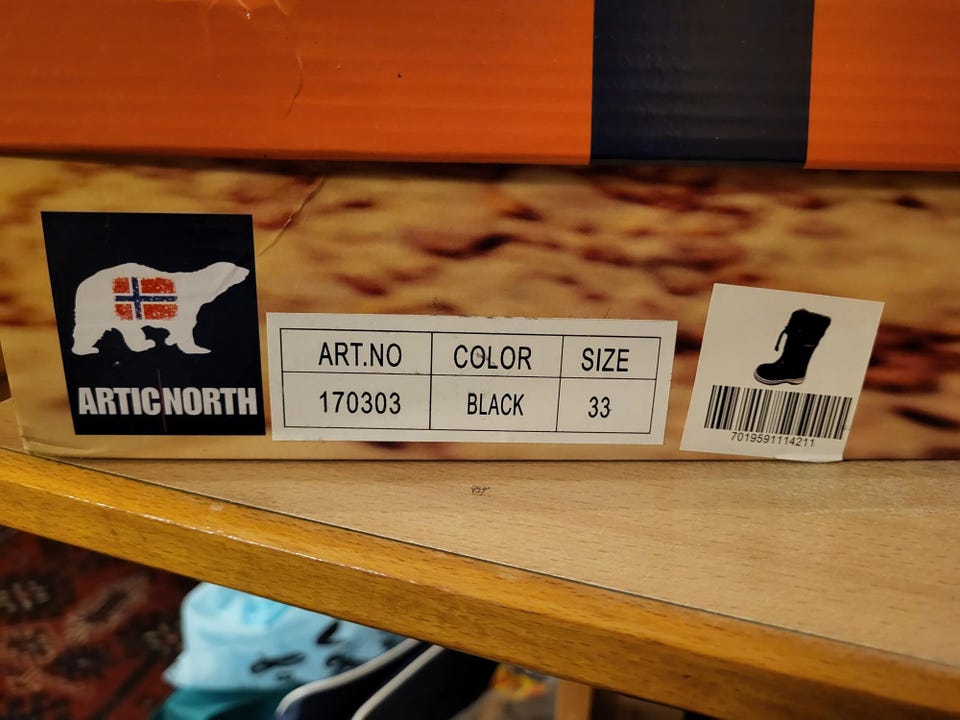 ARTICNORTH
ART.NO COLOR SIZE
170303 BLACK 33
7019591114211